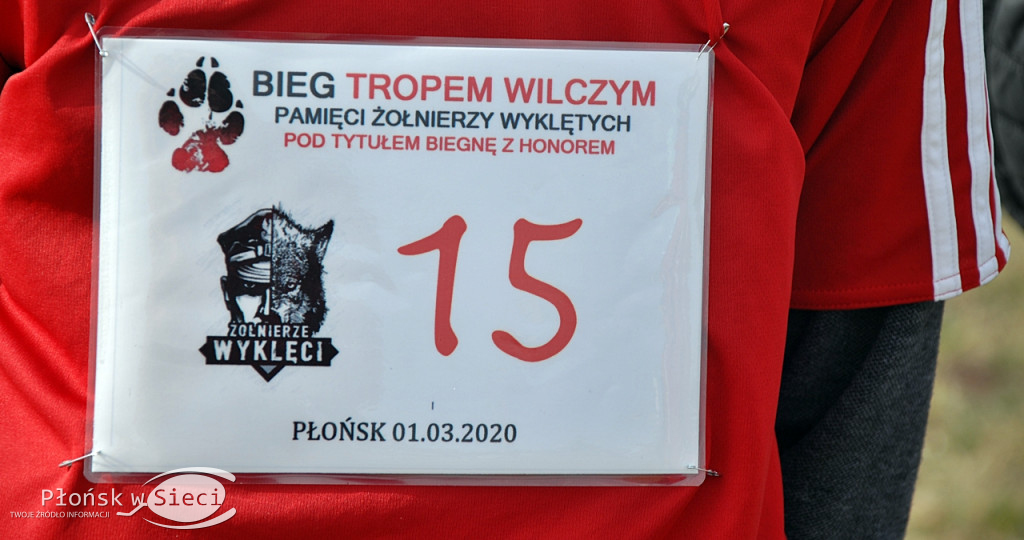 BIEG TROPEM WILCZYM
PAMIĘCI ŻOŁNIERZY WYKLĘTYCH
POD TYTUŁEM BIEGNĘ Z HONOREM
15
ŻOŁNIERZE
WYKLĘCI
PŁOŃSK 01.03.2020
Płońsk w Sieci
TWOJE ŹRÓDŁO INFORMACJI